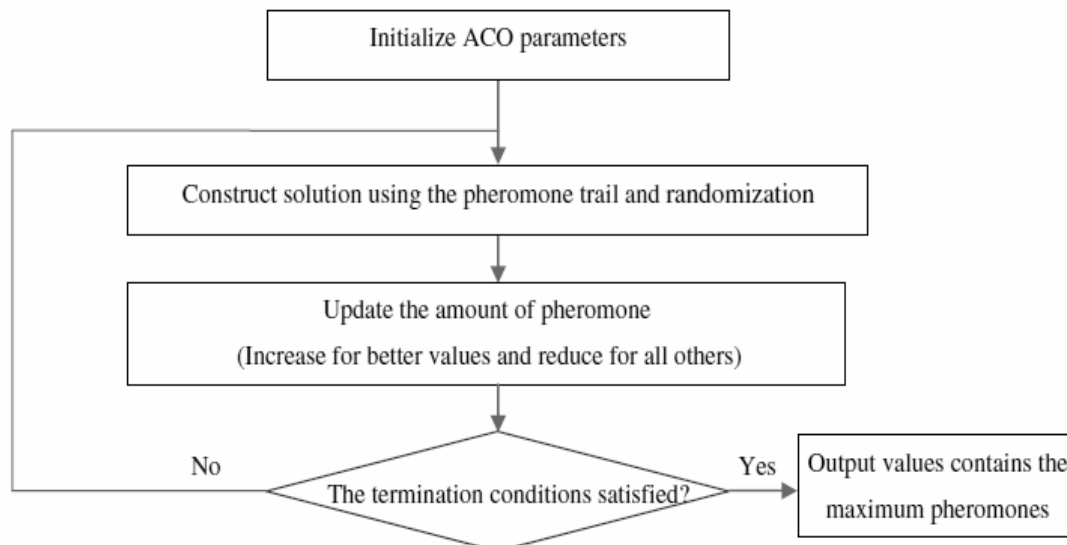 Initialize ACO parameters
Construct solution using the pheromone trail and randomization
Update the amount of pheromone
(Increase for better values and reduce for all others)
No
The termination conditions satisfied?
Yes
Output values contains the
maximum pheromones